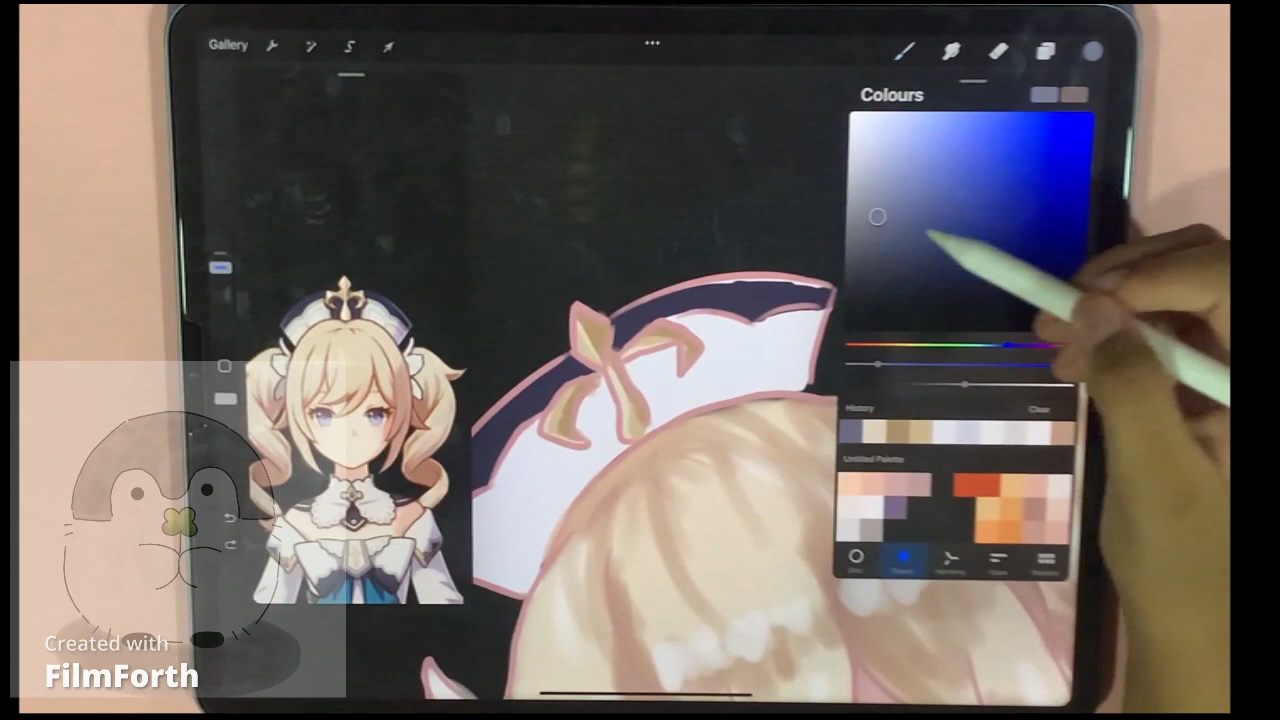 Gallery
Colours
History
Clear
Untitled Palette
Created with
FilmForth